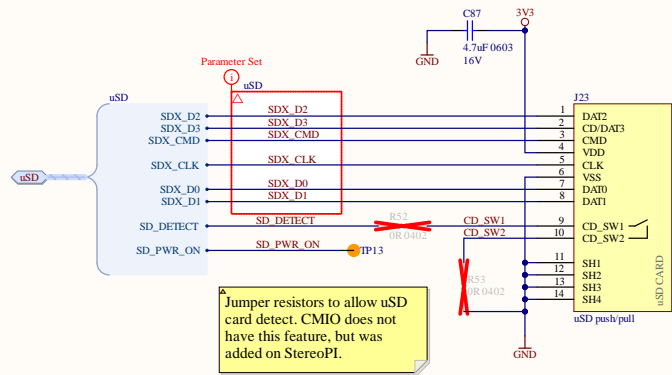 C87
3V3
4.7uF 0603
16V
GND
Parameter Set
i
uSD
uSD
J23
SDX_D2
SDX_D2
1
DAT2
SDX_D3
SDX_D3
2
CD/DAT3
SDX_CMD
SDX_CMD
3
CMD
4
VDD
SDX_CLK
SDX_CLK
5
CLK
uSD
6
VSS
SDX_D0
SDX_D0
7
DAT0
SDX_D1
SDX_D1
8
DAT1
SD_DETECT
SD_DETECT
R52
0R 0402
CD_SW1
9
CD_SW1
CD_SW2
10
CD_SW2
SD_PWR_ON
SD_PWR_ON
TP13
11
SH1
12
SH2
13
SH3
14
SH4
R53
0R 0402
uSD CARD
uSD push/pull
GND
Jumper resistors to allow uSD
card detect. CMIO does not
have this feature, but was
added on StereoPI.